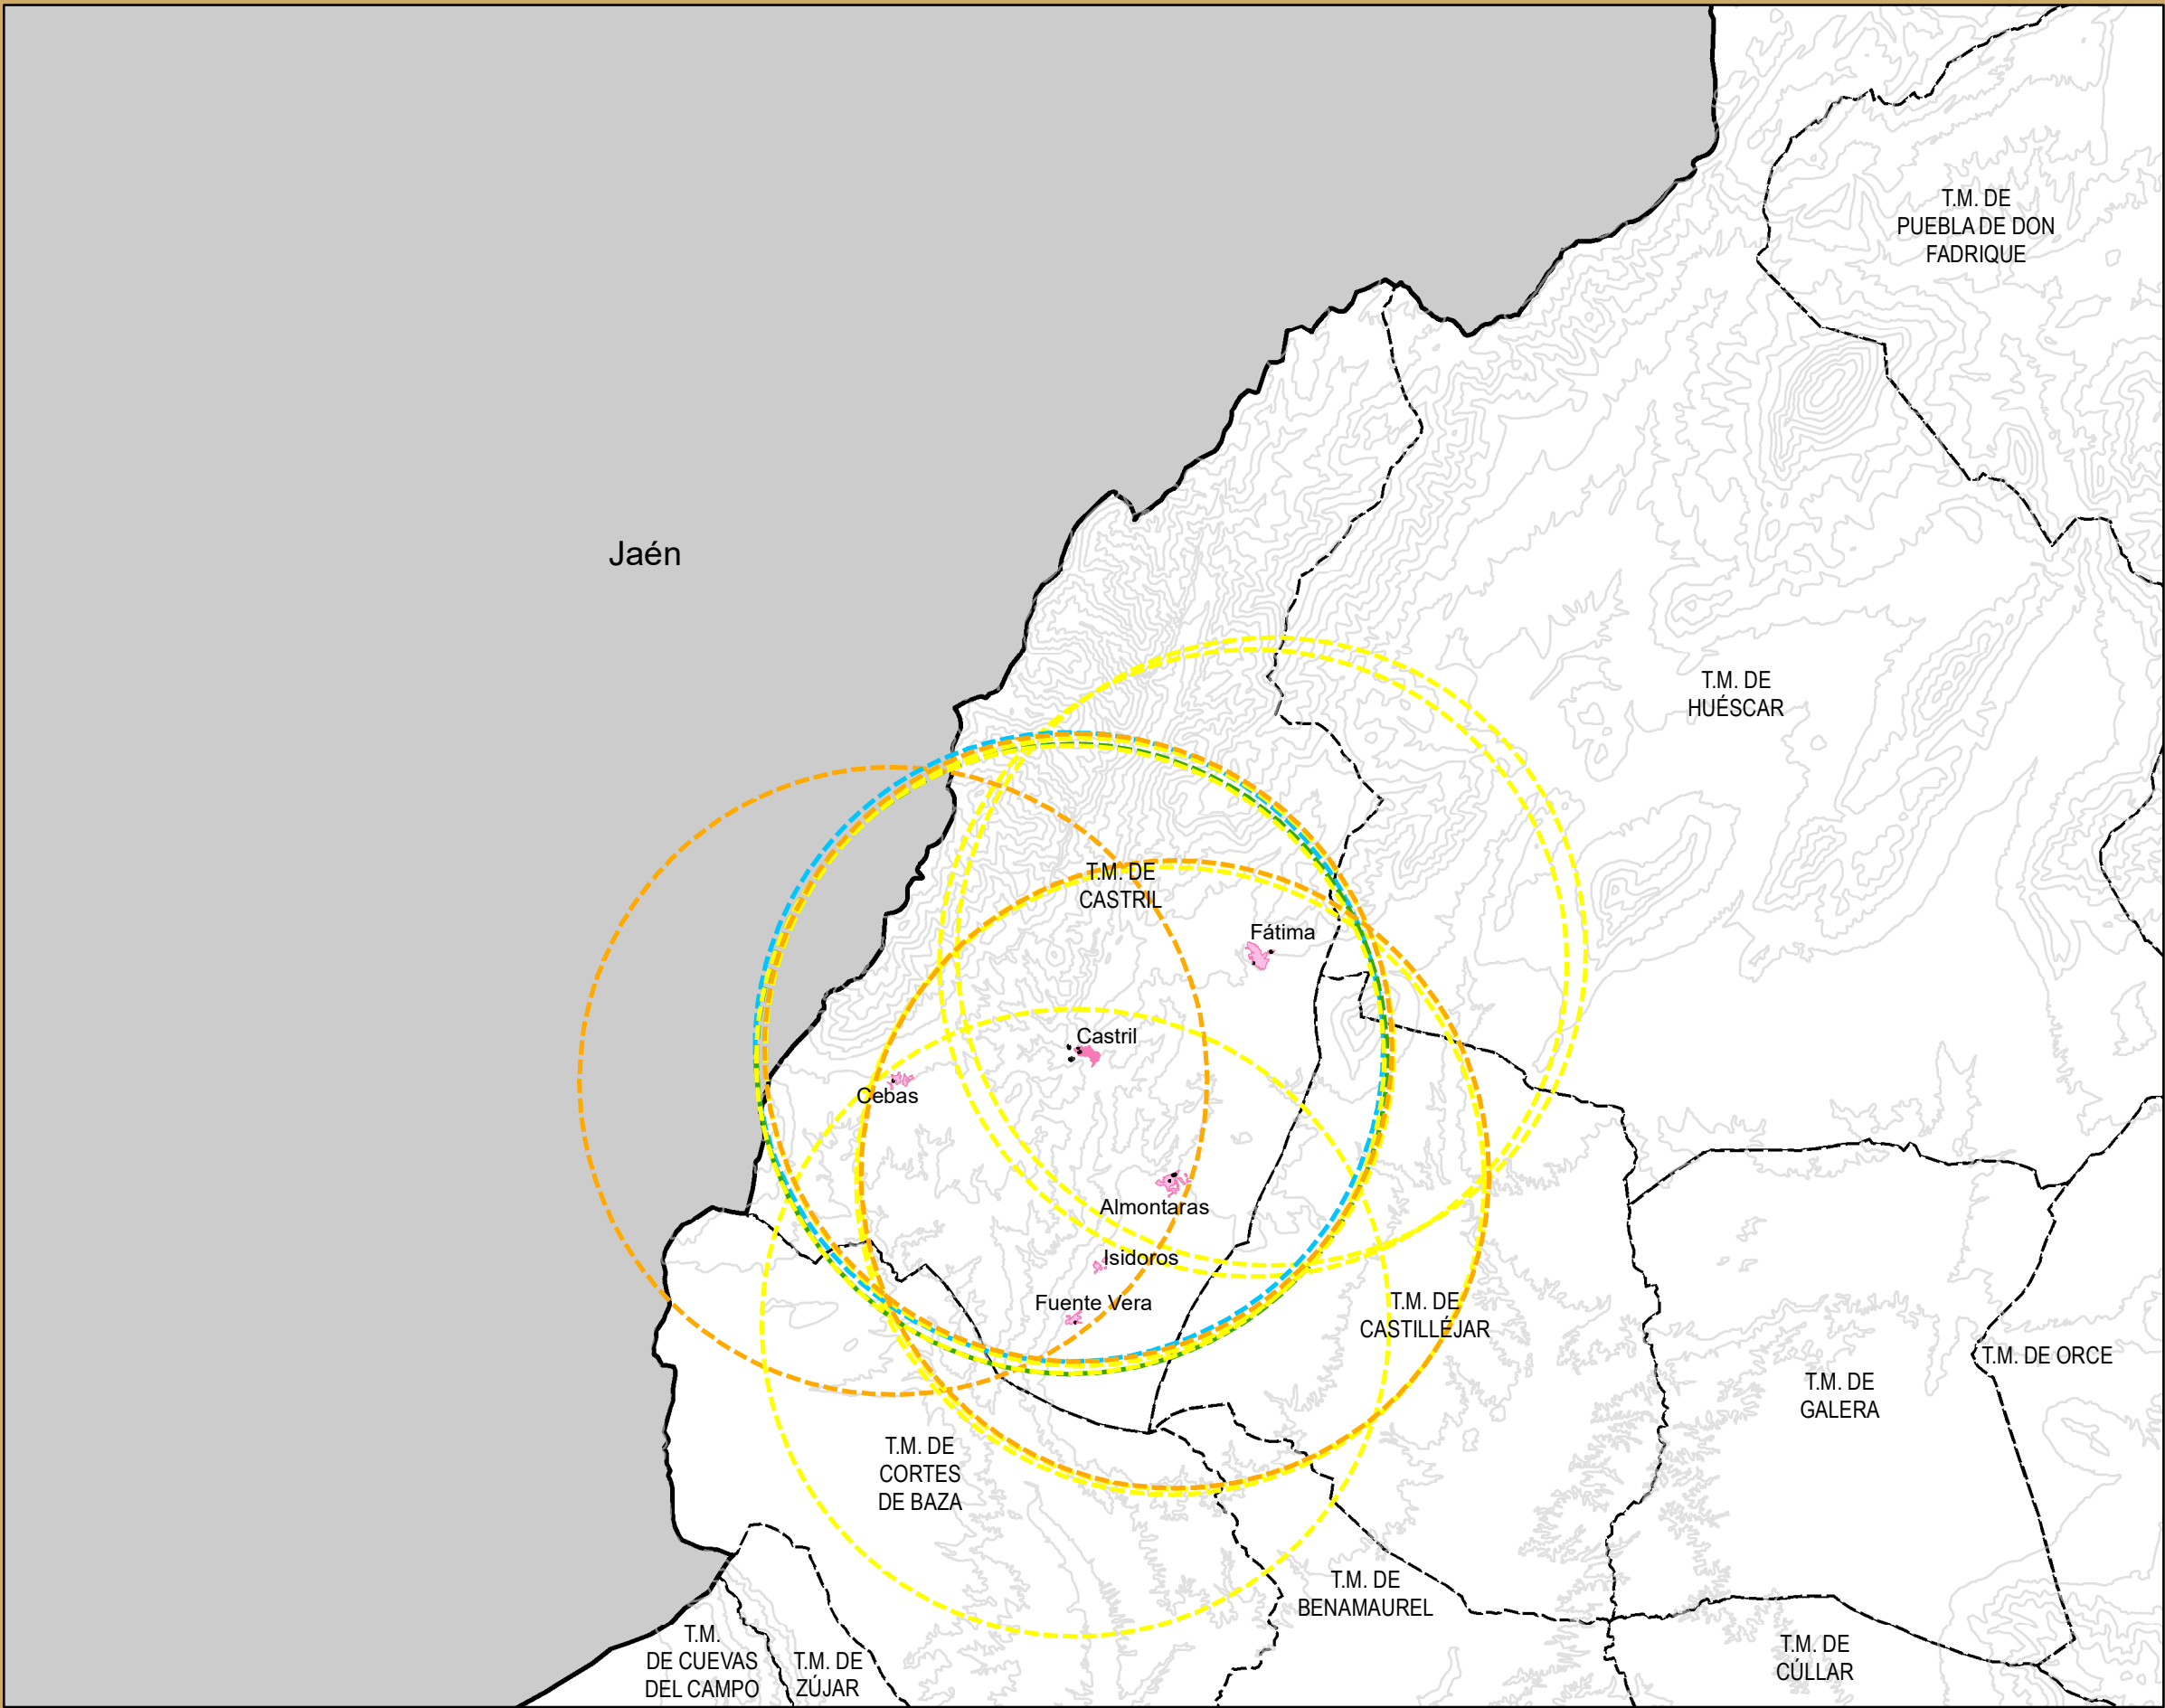 T.M. DE
PUEBLA DE DON
FADRIQUE
Jaén
T.M. DE
HUÉSCAR
T.M. DE
CASTRIL
Fátima
Castril
Cebas
Almontaras
Isidoros
Fuente Vera
T.M. DE
CASTILLÉJAR
T.M. DE ORCE
T.M. DE
GALERA
T.M. DE
CORTES
DE BAZA
T.M. DE
BENAMAUREL
T.M.
DE CUEVAS
DEL CAMPO
T.M. DE
ZÚJAR
T.M. DE
CÚLLAR